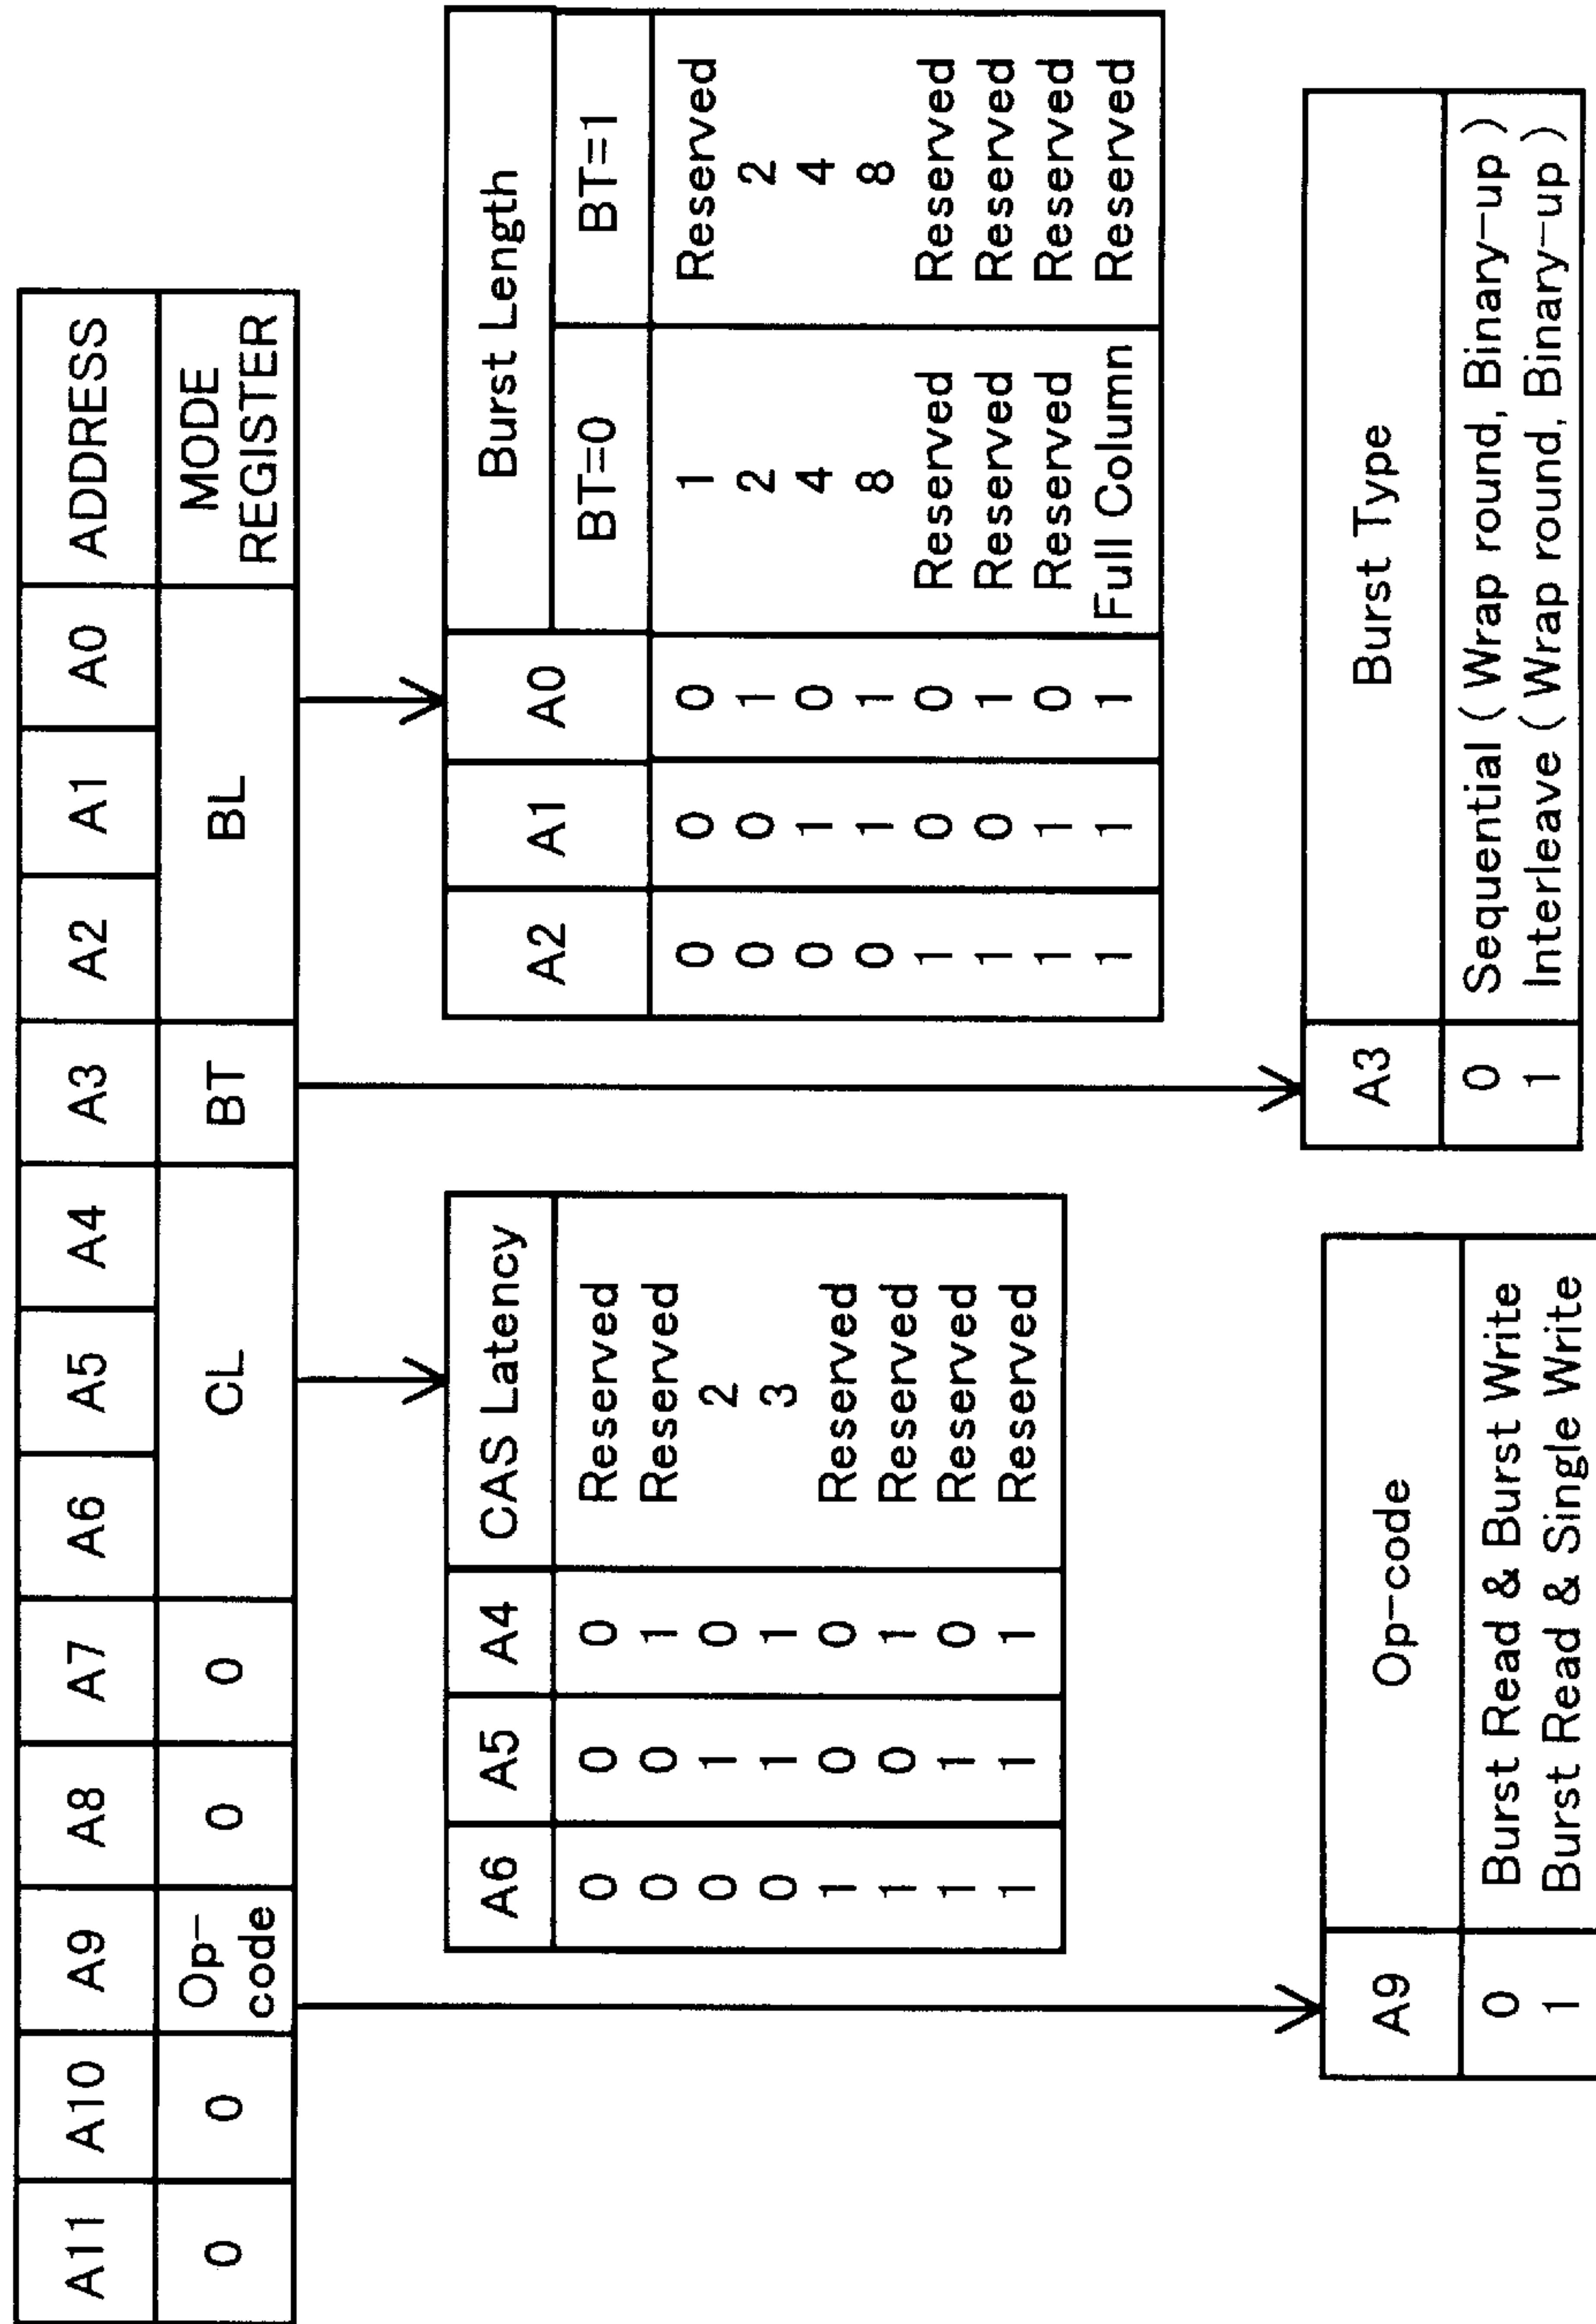 A11 A10 A9 A8 A7 A6 A5 A4 A3 A2 A1 A0 ADDRESS
0 0 Op-code 0 0 CL BT BL MODE REGISTER
A6 A5 A4 CAS Latency
0 0 0 Reserved
0 0 1 Reserved
0 1 0 2
0 1 1 3
1 0 0 Reserved
1 0 1 Reserved
1 1 0 Reserved
1 1 1 Reserved
A2 A1 A0 Burst Length
BT=0 BT=1
0 0 0 1 Reserved
0 0 1 2 2
0 1 0 4 4
0 1 1 8 8
1 0 0 Reserved Reserved
1 0 1 Reserved Reserved
1 1 0 Reserved Reserved
1 1 1 Full Column Reserved
A9 Op-code
0 Burst Read & Burst Write
1 Burst Read & Single Write
A3 Burst Type
0 Sequential ( Wrap round, Binary-up )
1 Interleave ( Wrap round, Binary-up )